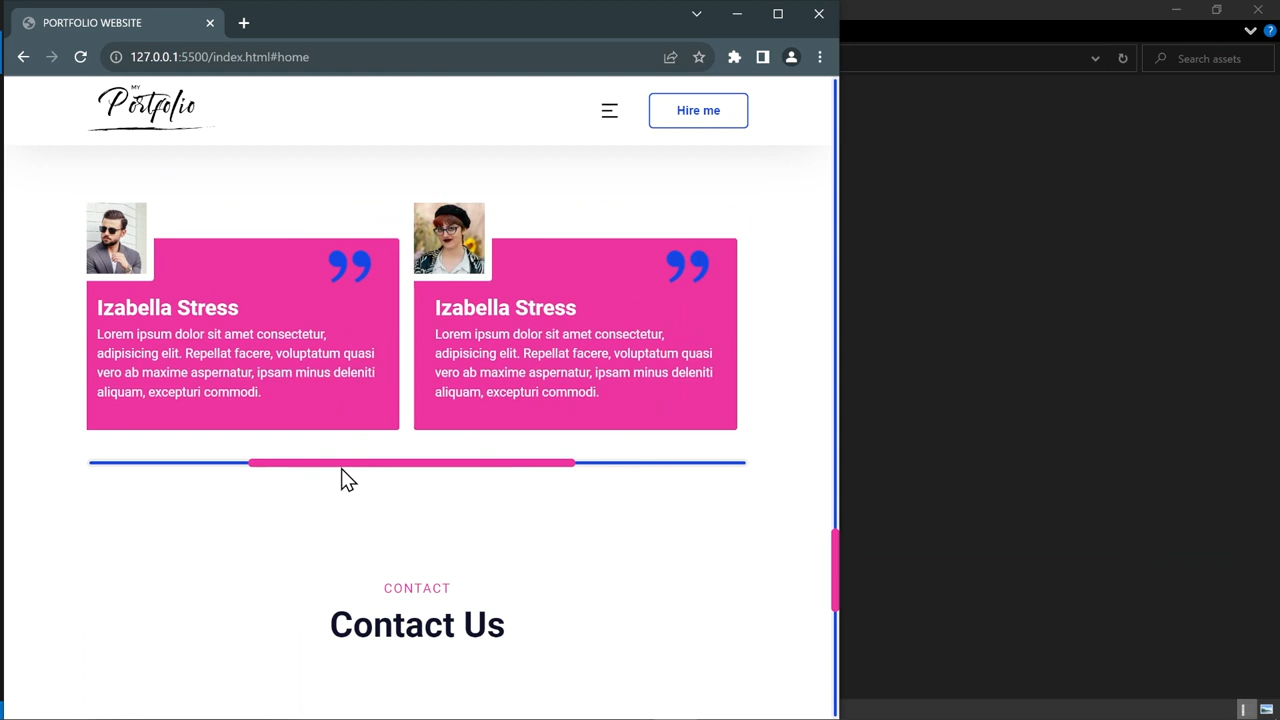 PORTFOLIO WEBSITE
127.0.0.1:5500/index.html#home
Search assets
MY
Portfolio
Hire me
Izabella Stress
Lorem ipsum dolor sit amet consectetur,
adipisicing elit. Repellat facere, voluptatum quasi
vero ab maxime aspernatur, ipsam minus deleniti
aliquam, excepturi commodi.
Izabella Stress
Lorem ipsum dolor sit amet consectetur,
adipisicing elit. Repellat facere, voluptatum quasi
vero ab maxime aspernatur, ipsam minus deleniti
aliquam, excepturi commodi.
CONTACT
Contact Us